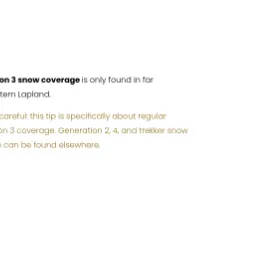 on 3 snow coverage is only found in far
tern Lapland.
careful: this tip is specifically about regular
on 3 coverage. Generation 2, 4, and trekker snow
can be found elsewhere.